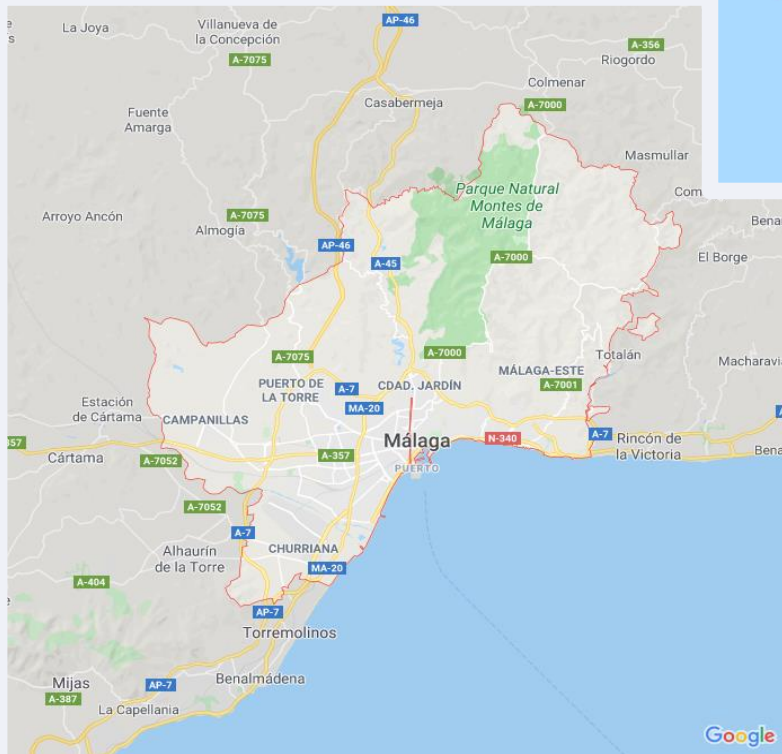 AP-46
La Joya
Villanueva de
la Concepción
A-7075
A-356
Riogordo
Colmenar
Casabermeja
A-7000
Fuente
Amarga
Masmullar
Parque Natural
Montes de
Málaga
Com
Arroyo Ancón
A-7075
Almogía
Bena
AP-46
A-45
A-7000
El Borge
A-7075
A-7000
Totalán
Macharavia
MÁLAGA-ESTE
PUERTO DE
LA TORRE
A-7
CDAD. JARDÍN
A-7001
Estación
de Cártama
CAMPANILLAS
MA-20
Málaga
N-340
A-7
Rincón de
la Victoria
357
Cártama
A-7052
A-357
PUERTO
Bena
A-7052
A-7
CHURRIANA
Alhaurín
de la Torre
MA-20
A-404
AP-7
Torremolinos
Mijas
AP-7
Benalmádena
A-387
La Capellania
Google